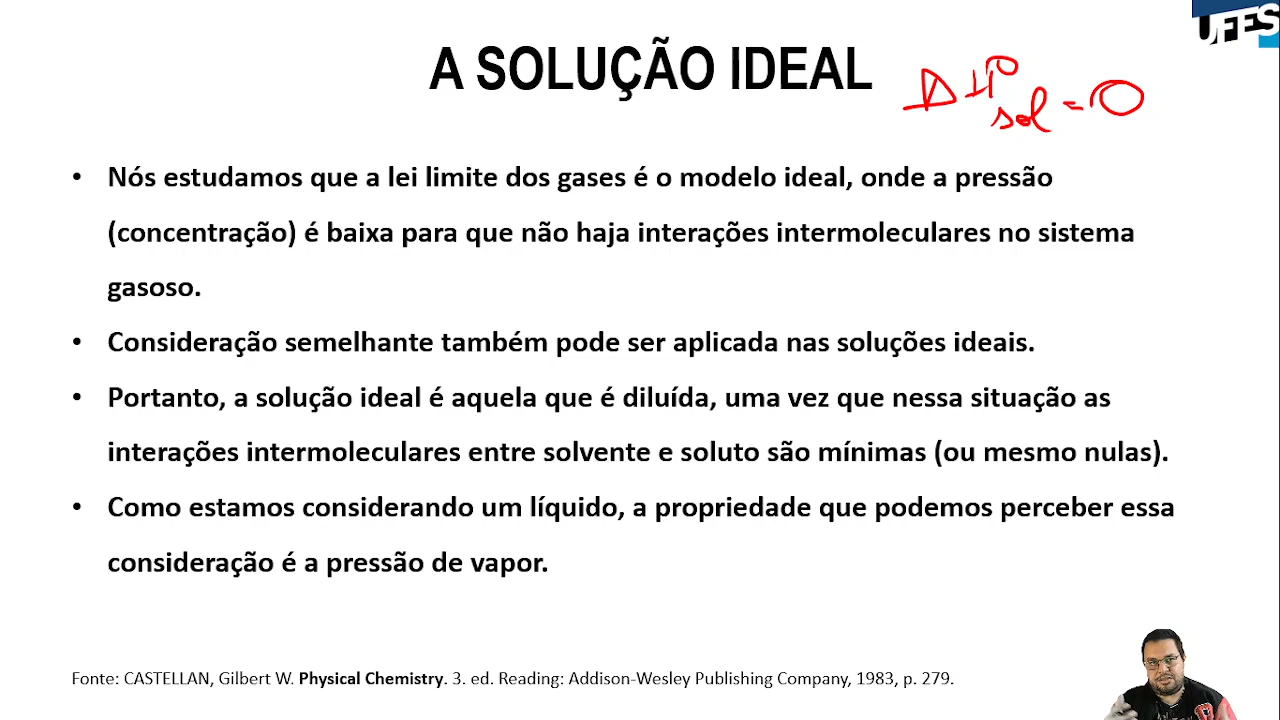 UFES
A SOLUÇÃO IDEAL
ΔH°sol = 0
• Nós estudamos que a lei limite dos gases é o modelo ideal, onde a pressão
(concentração) é baixa para que não haja interações intermoleculares no sistema
gasoso.
• Consideração semelhante também pode ser aplicada nas soluções ideais.
• Portanto, a solução ideal é aquela que é diluída, uma vez que nessa situação as
interações intermoleculares entre solvente e soluto são mínimas (ou mesmo nulas).
• Como estamos considerando um líquido, a propriedade que podemos perceber essa
consideração é a pressão de vapor.
Fonte: CASTELLAN, Gilbert W. Physical Chemistry. 3. ed. Reading: Addison-Wesley Publishing Company, 1983, p. 279.